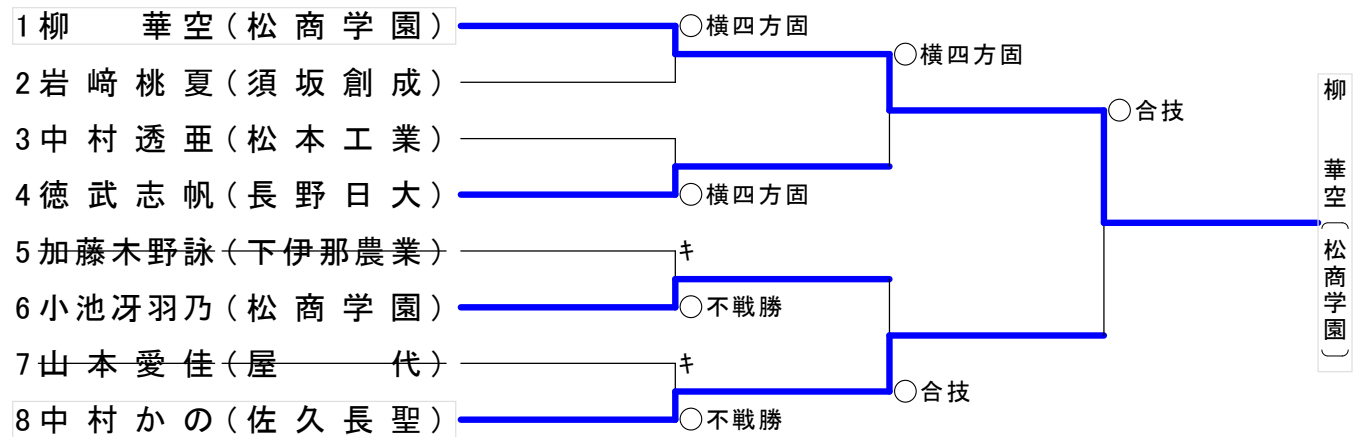 1 柳 華空(松商学園)
○横四方固
○横四方固
2 岩﨑桃夏(須坂創成)
○合技
3 中村透亜(松本工業)
4 徳武志帆(長野日大)
○横四方固
5 加藤木野詠(下伊那農業)
キ
6 小池冴羽乃(松商学園)
○不戦勝
7 山本愛佳(屋 代)
キ
○合技
8 中村かの(佐久長聖)
○不戦勝
柳 華空(松商学園)